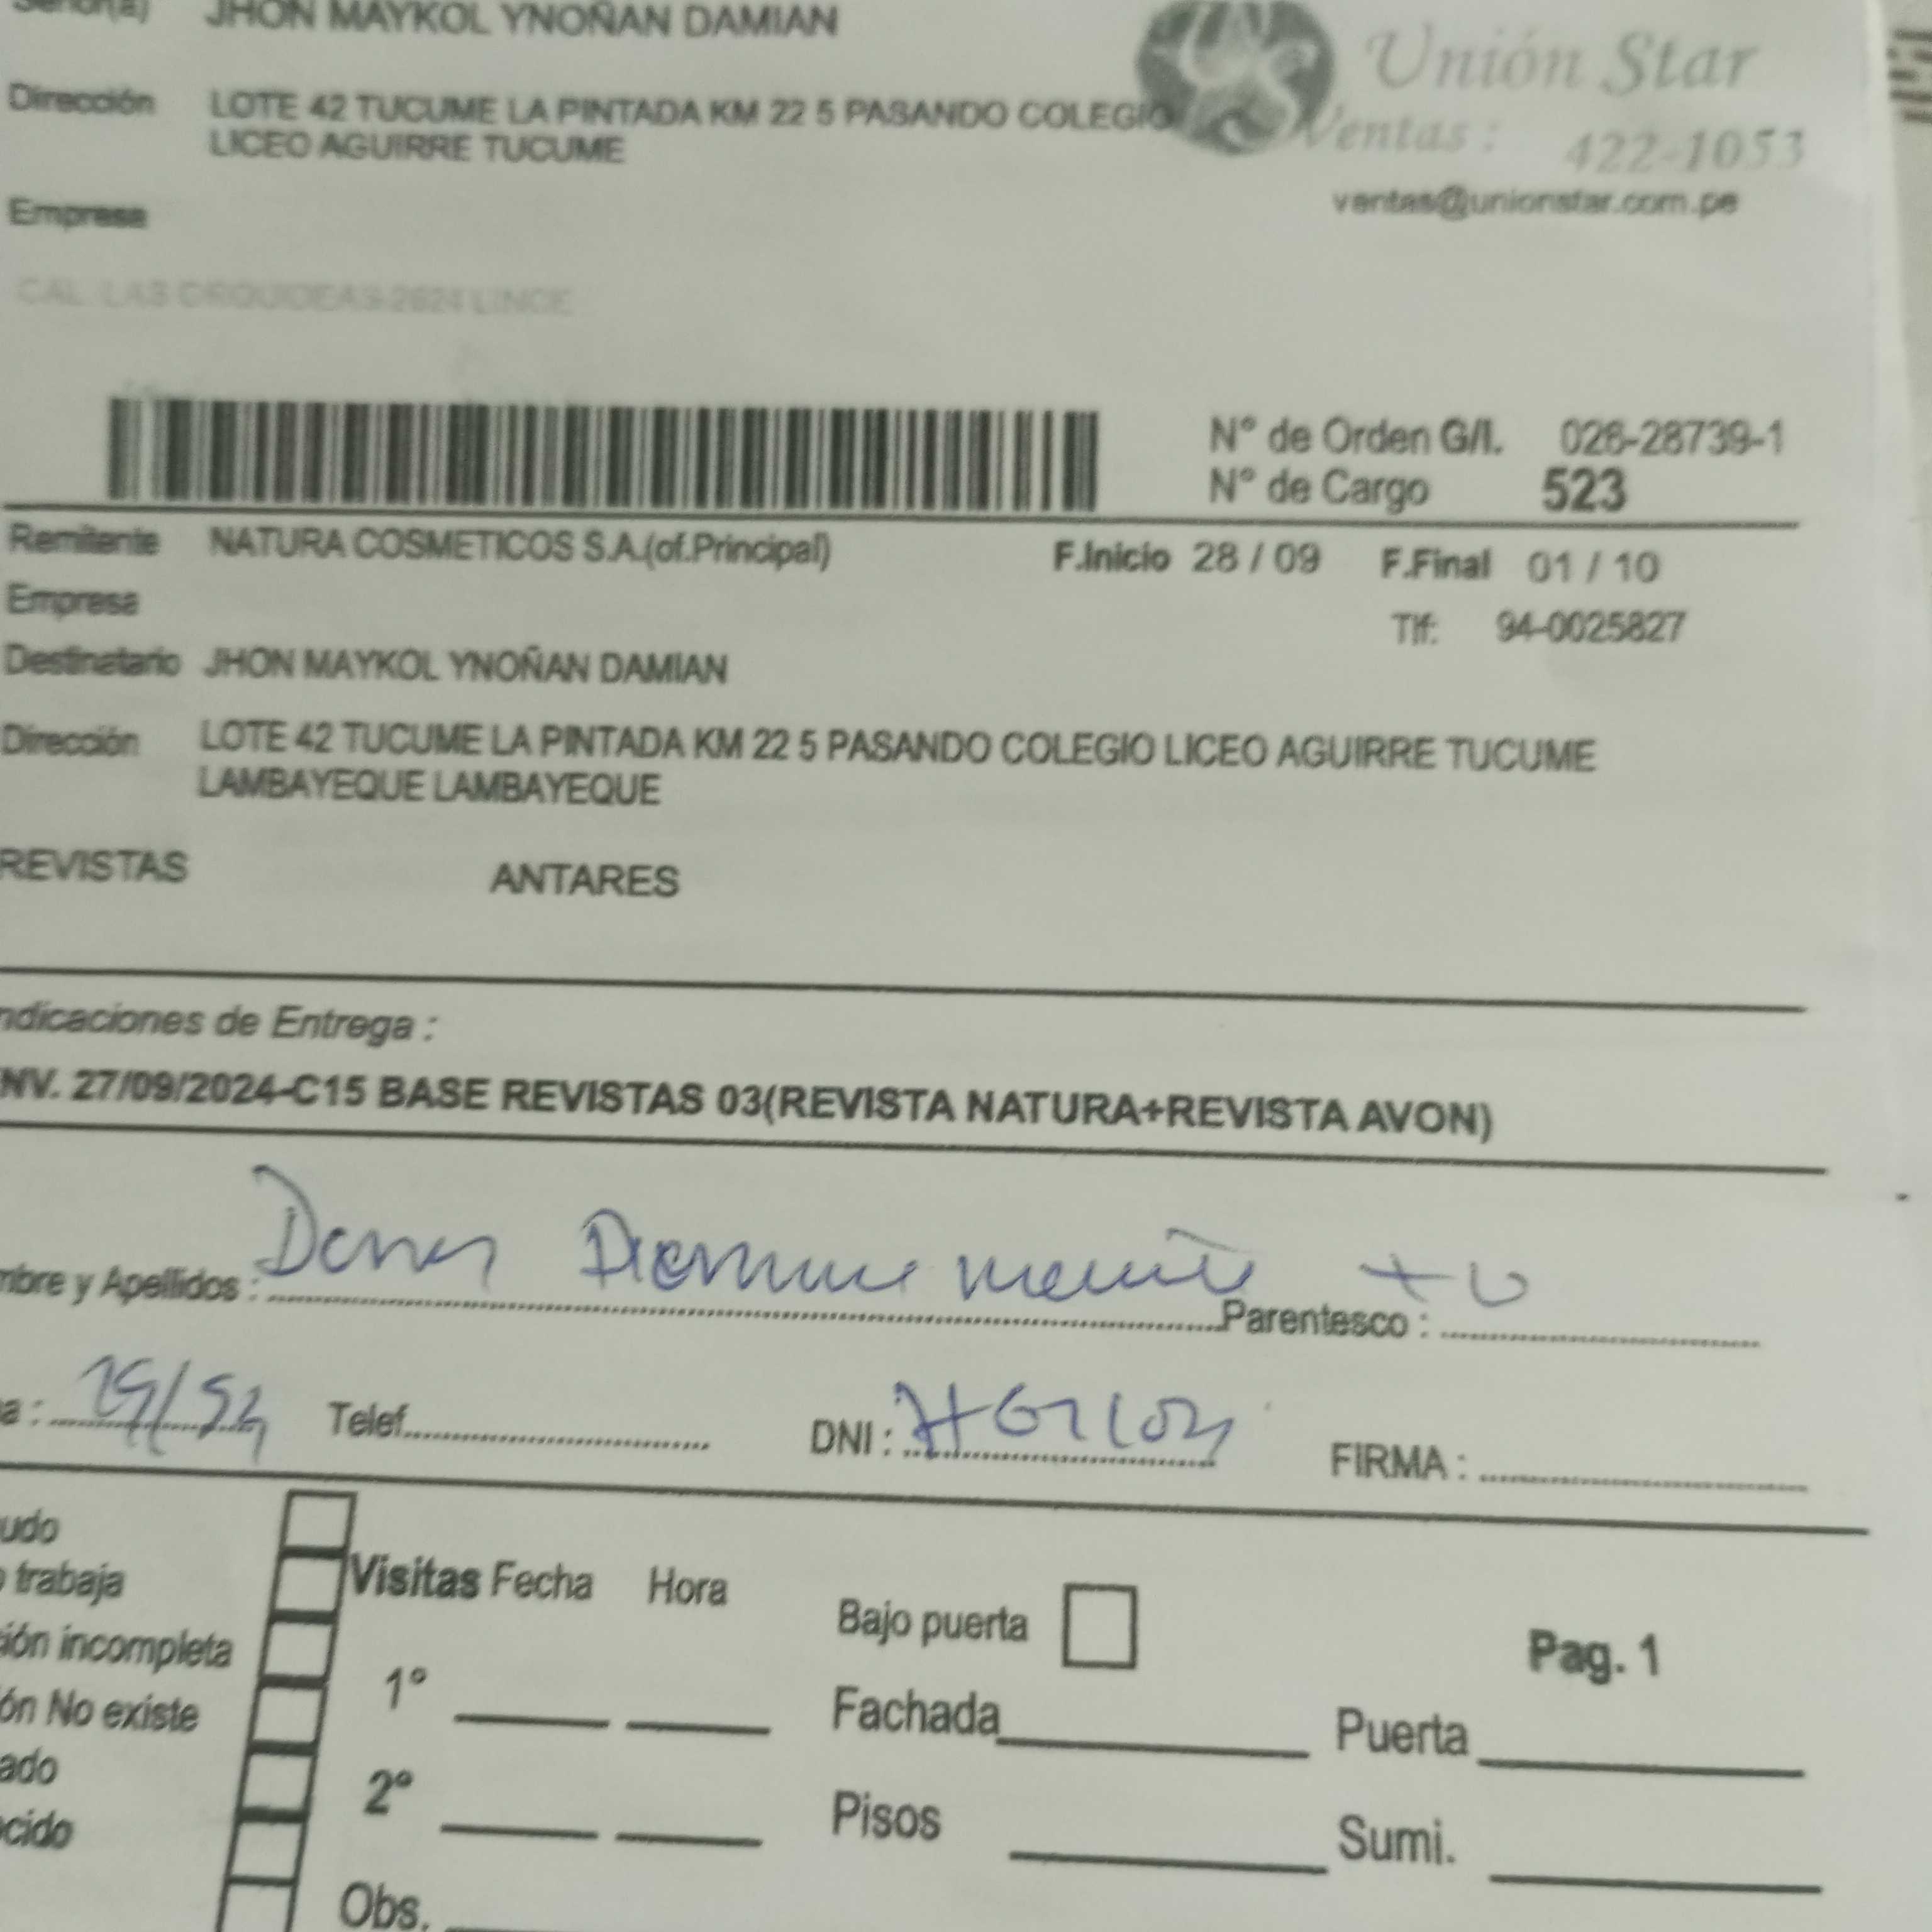 Señor(a) JHON MAYKOL YNOÑAN DAMIAN
Unión Star
Dirección LOTE 42 TUCUME LA PINTADA KM 22 5 PASANDO COLEGIO
LICEO AGUIRRE TUCUME
Ventas : 422-1053
ventas@unionstar.com.pe
Empresa
CAL. LAS ORQUIDEAS 2624 LINCE
N° de Orden G/I. 026-28739-1
N° de Cargo 523
Remitente NATURA COSMETICOS S.A.(of.Principal) F.Inicio 28 / 09 F.Final 01 / 10
Empresa
Tlf: 94-0025827
Destinatario JHON MAYKOL YNOÑAN DAMIAN
Dirección LOTE 42 TUCUME LA PINTADA KM 22 5 PASANDO COLEGIO LICEO AGUIRRE TUCUME
LAMBAYEQUE LAMBAYEQUE
REVISTAS ANTARES
ndicaciones de Entrega :
NV. 27/09/2024-C15 BASE REVISTAS 03(REVISTA NATURA+REVISTA AVON)
mbre y Apellidos : Parentesco :
a : Telef. DNI : FIRMA :
udo
o trabaja
Visitas Fecha Hora
Bajo puerta
ión incompleta
Pag. 1
1°
ón No existe
Fachada Puerta
ado
2°
Pisos Sumi.
cido
Obs.